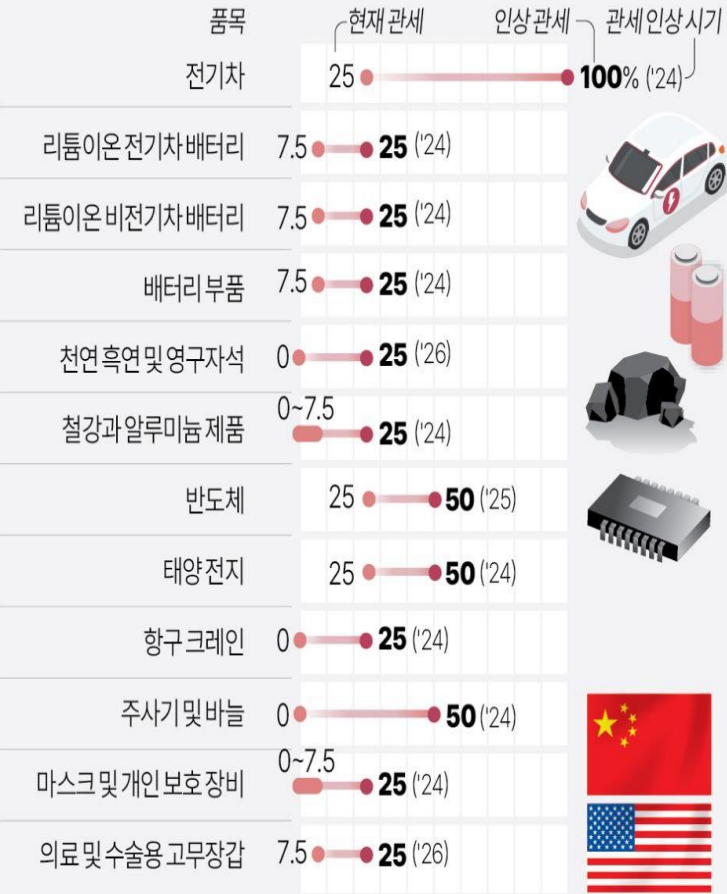 품목 현재 관세 인상 관세 관세 인상 시기
전기차 25 100% ('24)
리튬이온 전기차 배터리 7.5 25 ('24)
리튬이온 비전기차 배터리 7.5 25 ('24)
배터리 부품 7.5 25 ('24)
천연 흑연 및 영구자석 0 25 ('26)
철강과 알루미늄 제품 0~7.5 25 ('24)
반도체 25 50 ('25)
태양 전지 25 50 ('24)
항구 크레인 0 25 ('24)
주사기 및 바늘 0 50 ('24)
마스크 및 개인 보호 장비 0~7.5 25 ('24)
의료 및 수술용 고무장갑 7.5 25 ('26)